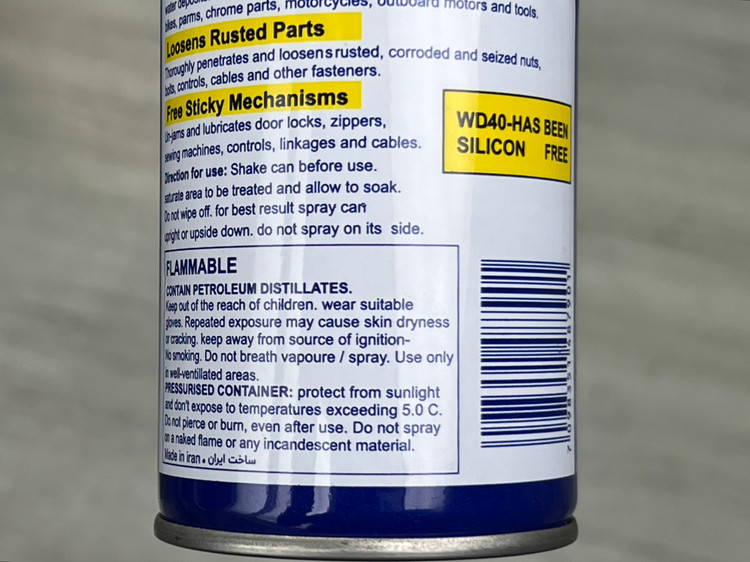 bikes, parms, chrome parts, motorcycles, outboard motors and tools.
Loosens Rusted Parts
Thoroughly penetrates and loosens rusted, corroded and seized nuts,
bolts, controls, cables and other fasteners.
Free Sticky Mechanisms
Un-jams and lubricates door locks, zippers,
sewing machines, controls, linkages and cables.
Direction for use: Shake can before use.
saturate area to be treated and allow to soak.
Do not wipe off. for best result spray can
upright or upside down. do not spray on its side.
WD40-HAS BEEN
SILICON FREE
FLAMMABLE
CONTAIN PETROLEUM DISTILLATES.
Keep out of the reach of children. wear suitable
gloves. Repeated exposure may cause skin dryness
or cracking. keep away from source of ignition-
No smoking. Do not breath vapoure / spray. Use only
in well-ventillated areas.
PRESSURISED CONTAINER: protect from sunlight
and don't expose to temperatures exceeding 5.0 C.
Do not pierce or burn, even after use. Do not spray
on a naked flame or any incandescent material.
Made in iran • ساخت ایران